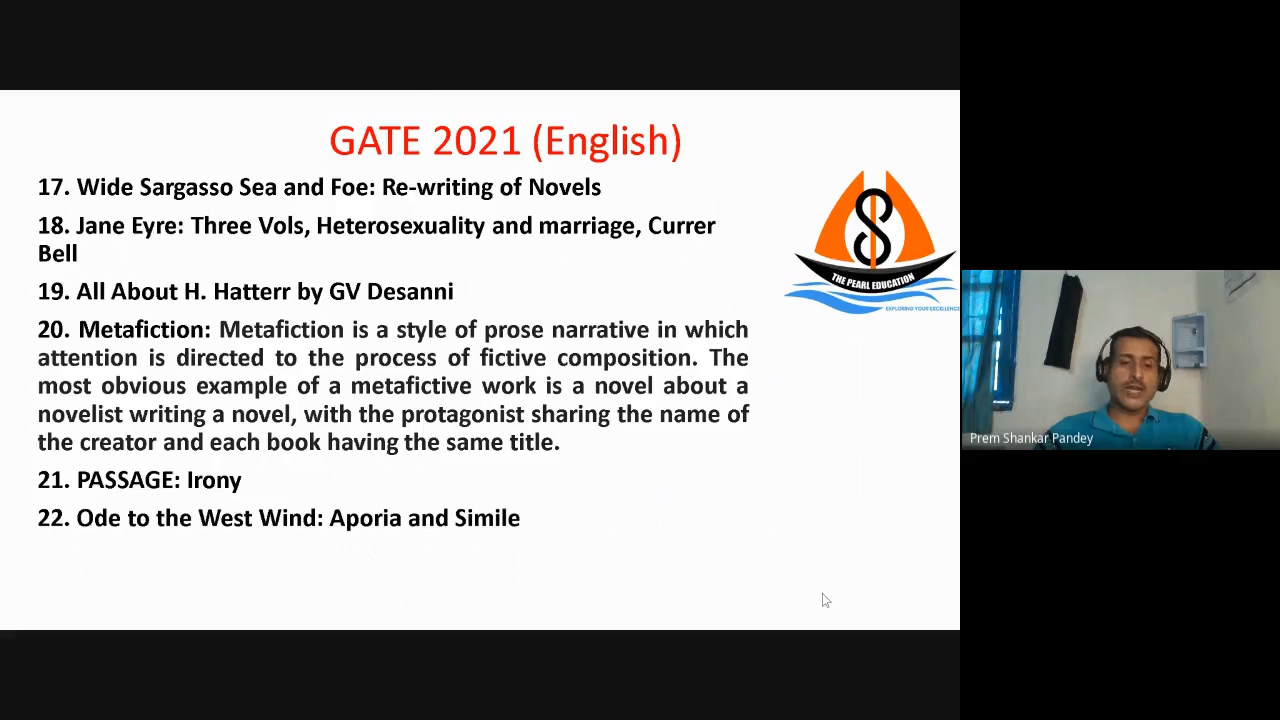 GATE 2021 (English)
17. Wide Sargasso Sea and Foe: Re-writing of Novels
18. Jane Eyre: Three Vols, Heterosexuality and marriage, Currer
Bell
19. All About H. Hatterr by GV Desanni
20. Metafiction: Metafiction is a style of prose narrative in which
attention is directed to the process of fictive composition. The
most obvious example of a metafictive work is a novel about a
novelist writing a novel, with the protagonist sharing the name of
the creator and each book having the same title.
21. PASSAGE: Irony
22. Ode to the West Wind: Aporia and Simile
THE PEARL EDUCATION
EXPLORING YOUR EXCELLENCE
Prem Shankar Pandey